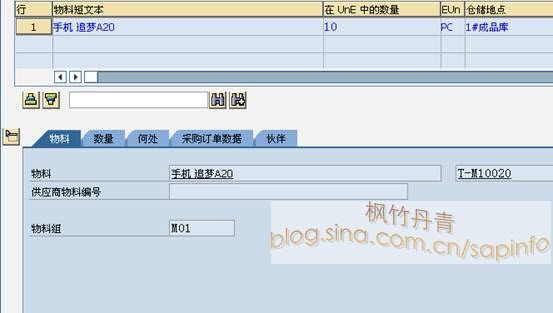 行 物料短文本 在 UnE 中的数量 EUn 仓储地点
1 手机 追梦A20 10 PC 1#成品库
物料 数量 何处 采购订单数据 伙伴
物料 手机 追梦A20 T-M10020
供应商物料编号
物料组 M01
枫竹丹青
blog.sina.com.cn/sapinfo